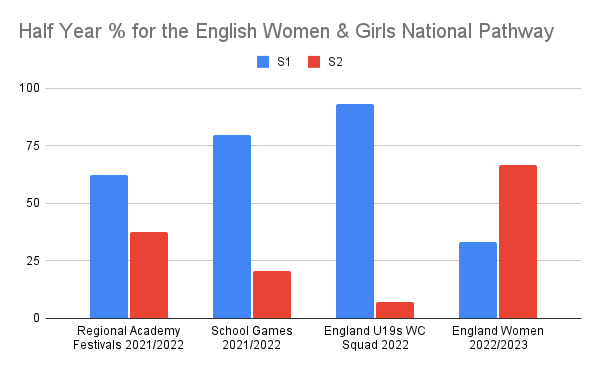 Half Year % for the English Women & Girls National Pathway
S1 S2
100
75
50
25
0
Regional Academy
Festivals 2021/2022
School Games
2021/2022
England U19s WC
Squad 2022
England Women
2022/2023